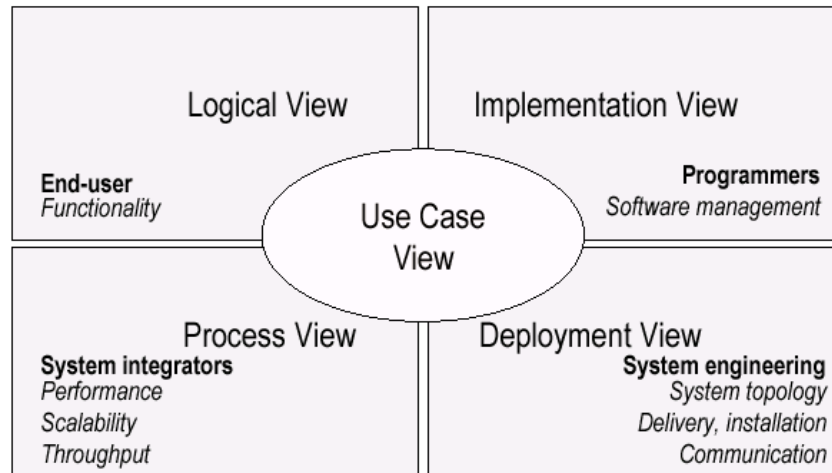 Logical View
End-user
Functionality
Implementation View
Programmers
Software management
Use Case
View
Process View
System integrators
Performance
Scalability
Throughput
Deployment View
System engineering
System topology
Delivery, installation
Communication